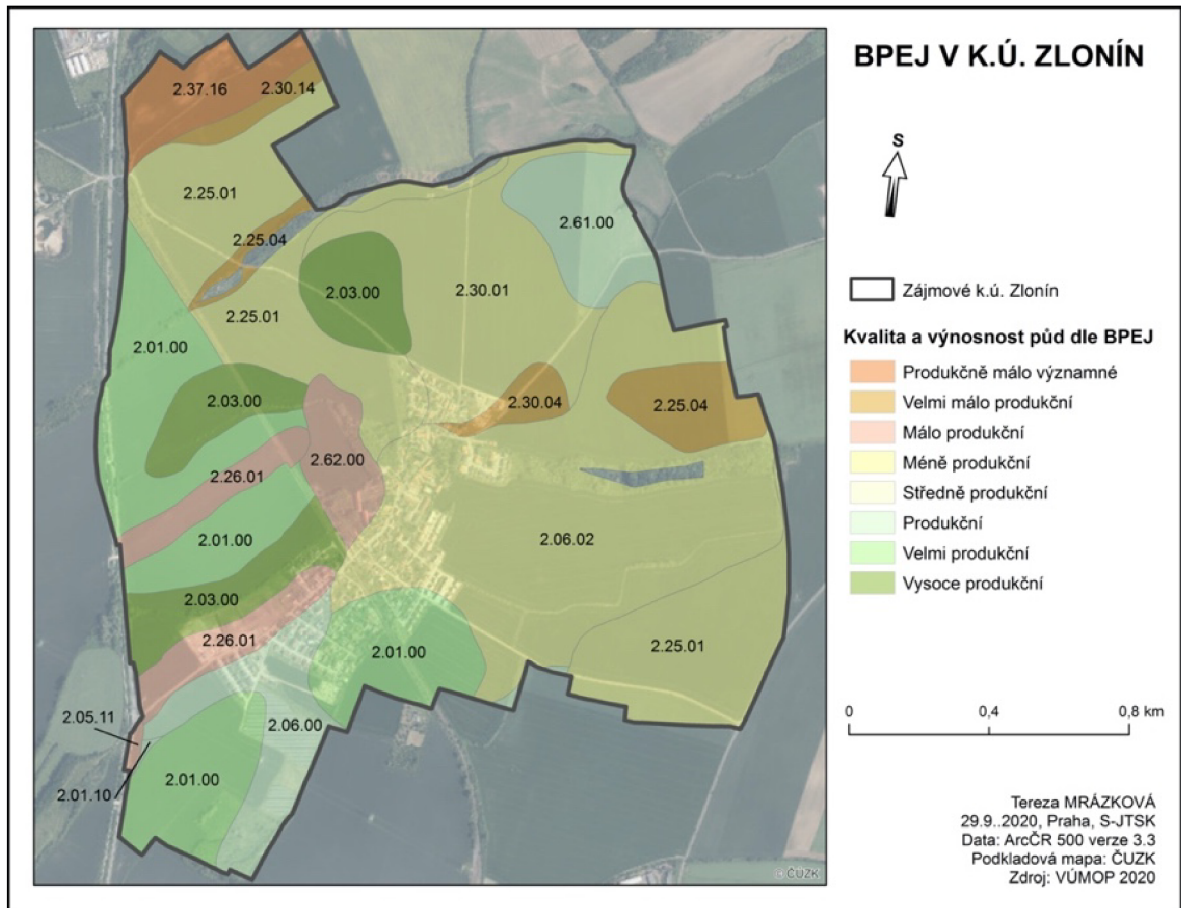 BPEJ V K.Ú. ZLONÍN
S
Zájmové k.ú. Zlonín
Kvalita a výnosnost půd dle BPEJ
Produkčně málo významné
Velmi málo produkční
Málo produkční
Méně produkční
Středně produkční
Produkční
Velmi produkční
Vysoce produkční
0 0,4 0,8 km
Tereza MRÁZKOVÁ
29.9..2020, Praha, S-JTSK
Data: ArcČR 500 verze 3.3
Podkladová mapa: ČUZK
Zdroj: VÚMOP 2020
2.37.16
2.30.14
2.25.01
2.25.04
2.61.00
2.03.00
2.30.01
2.25.01
2.01.00
2.03.00
2.30.04
2.25.04
2.62.00
2.26.01
2.01.00
2.06.02
2.03.00
2.26.01
2.01.00
2.25.01
2.05.11
2.06.00
2.01.00
2.01.10
© ČUZK